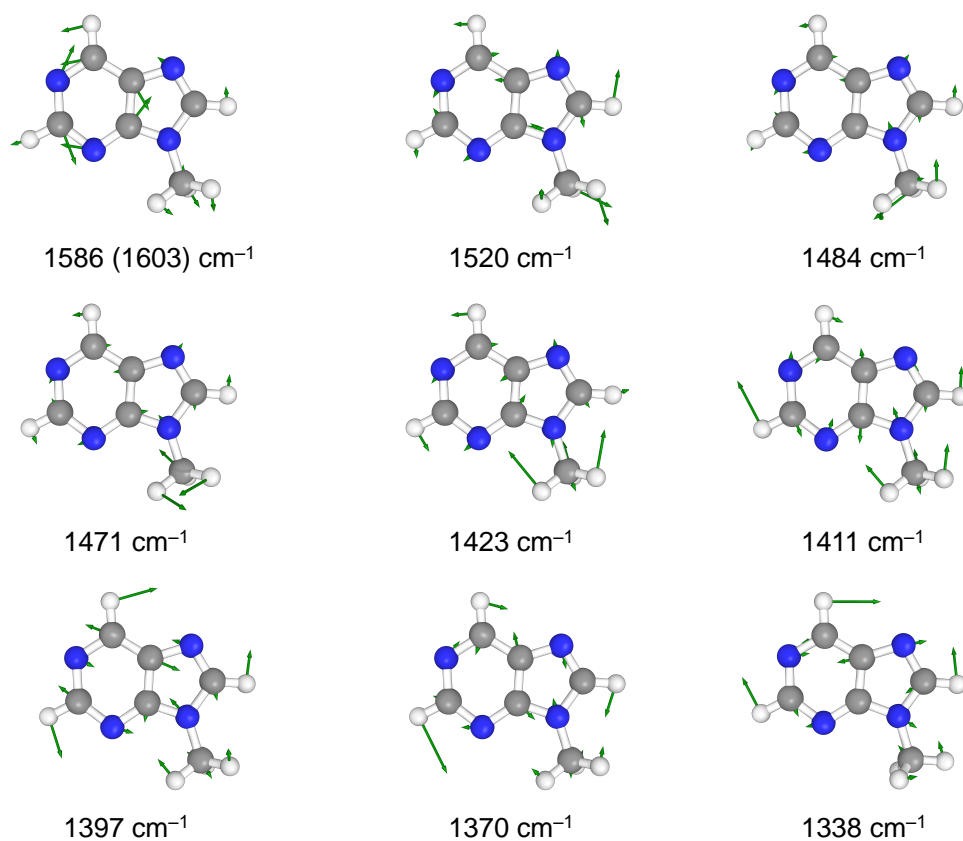 1586 (1603) cm⁻¹
1520 cm⁻¹
1484 cm⁻¹
1471 cm⁻¹
1423 cm⁻¹
1411 cm⁻¹
1397 cm⁻¹
1370 cm⁻¹
1338 cm⁻¹